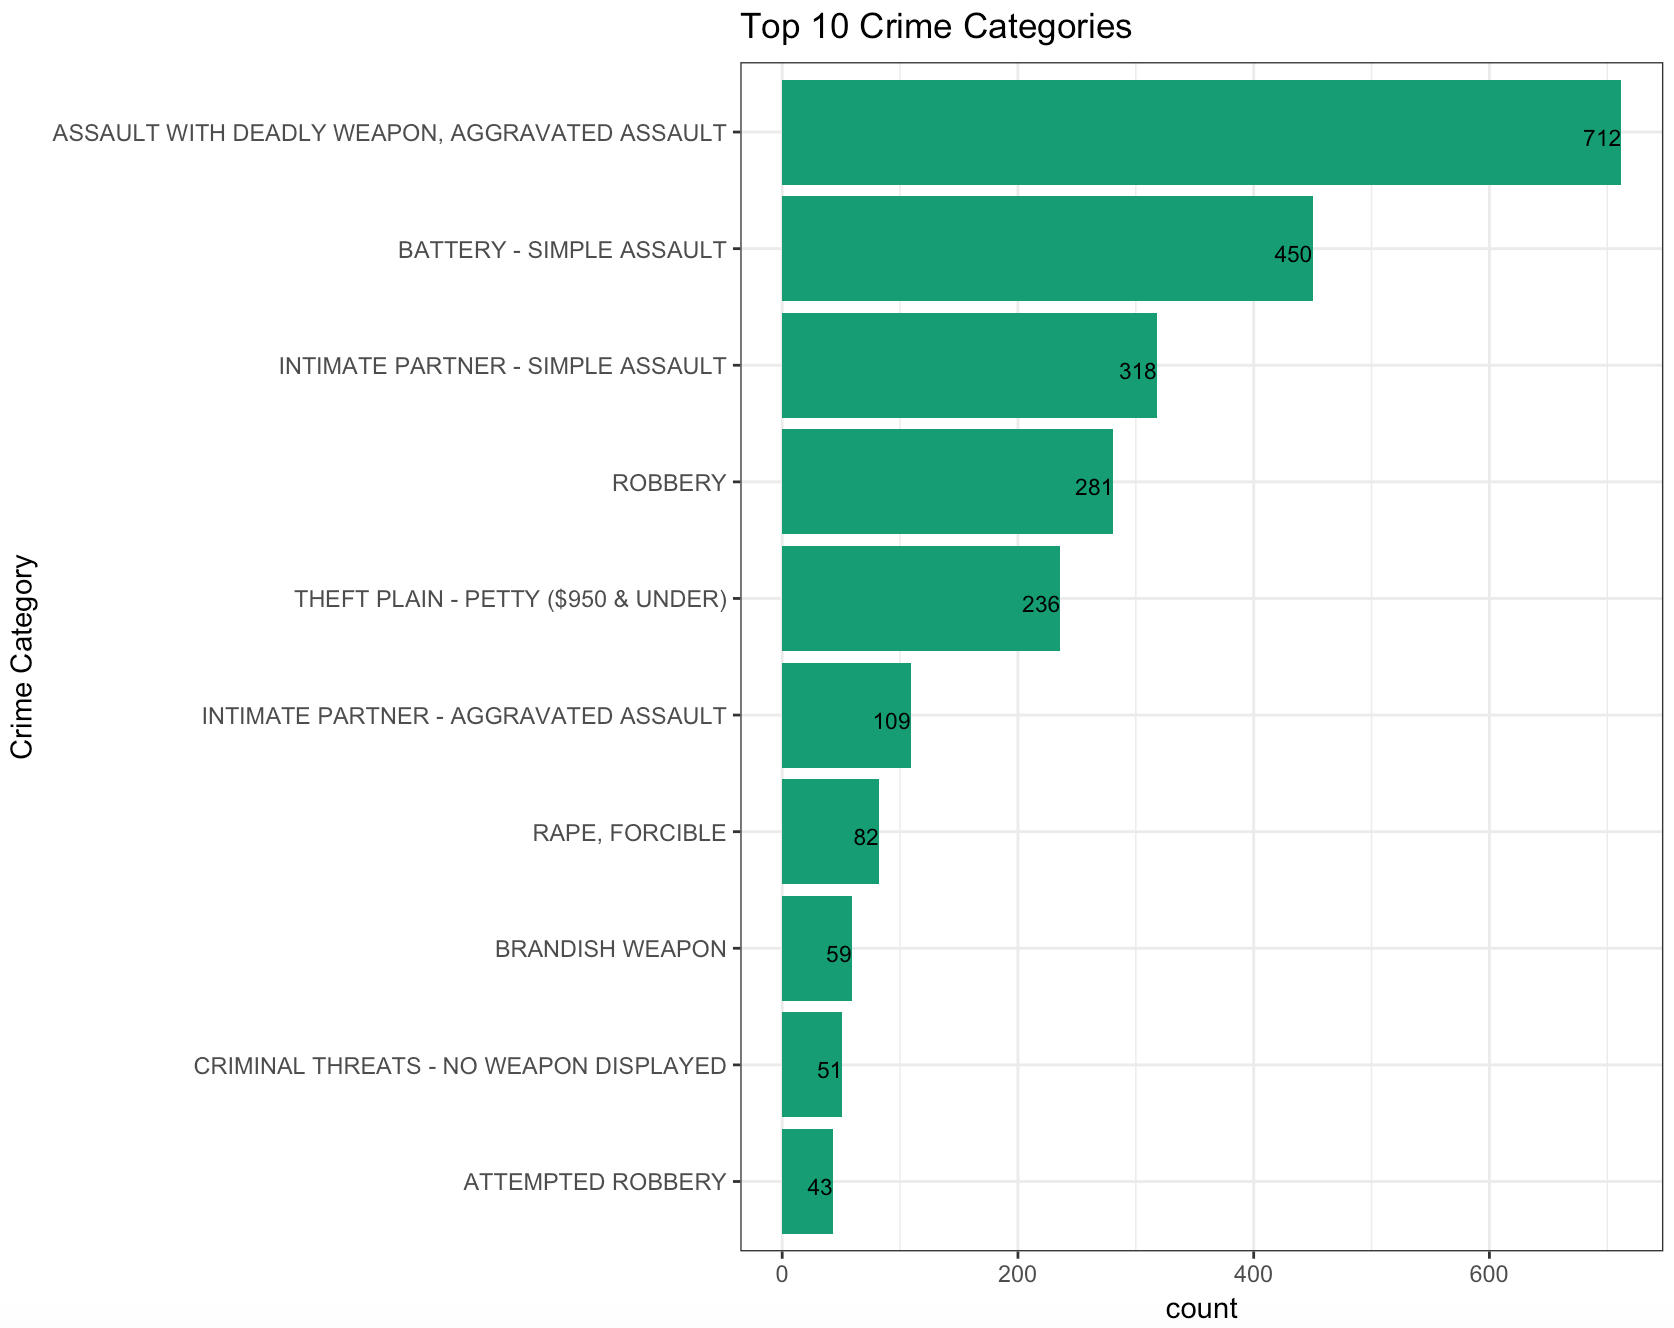 Top 10 Crime Categories
ASSAULT WITH DEADLY WEAPON, AGGRAVATED ASSAULT
712
BATTERY - SIMPLE ASSAULT
450
INTIMATE PARTNER - SIMPLE ASSAULT
318
ROBBERY
281
THEFT PLAIN - PETTY ($950 & UNDER)
236
INTIMATE PARTNER - AGGRAVATED ASSAULT
109
RAPE, FORCIBLE
82
BRANDISH WEAPON
59
CRIMINAL THREATS - NO WEAPON DISPLAYED
51
ATTEMPTED ROBBERY
43
Crime Category
0 200 400 600
count